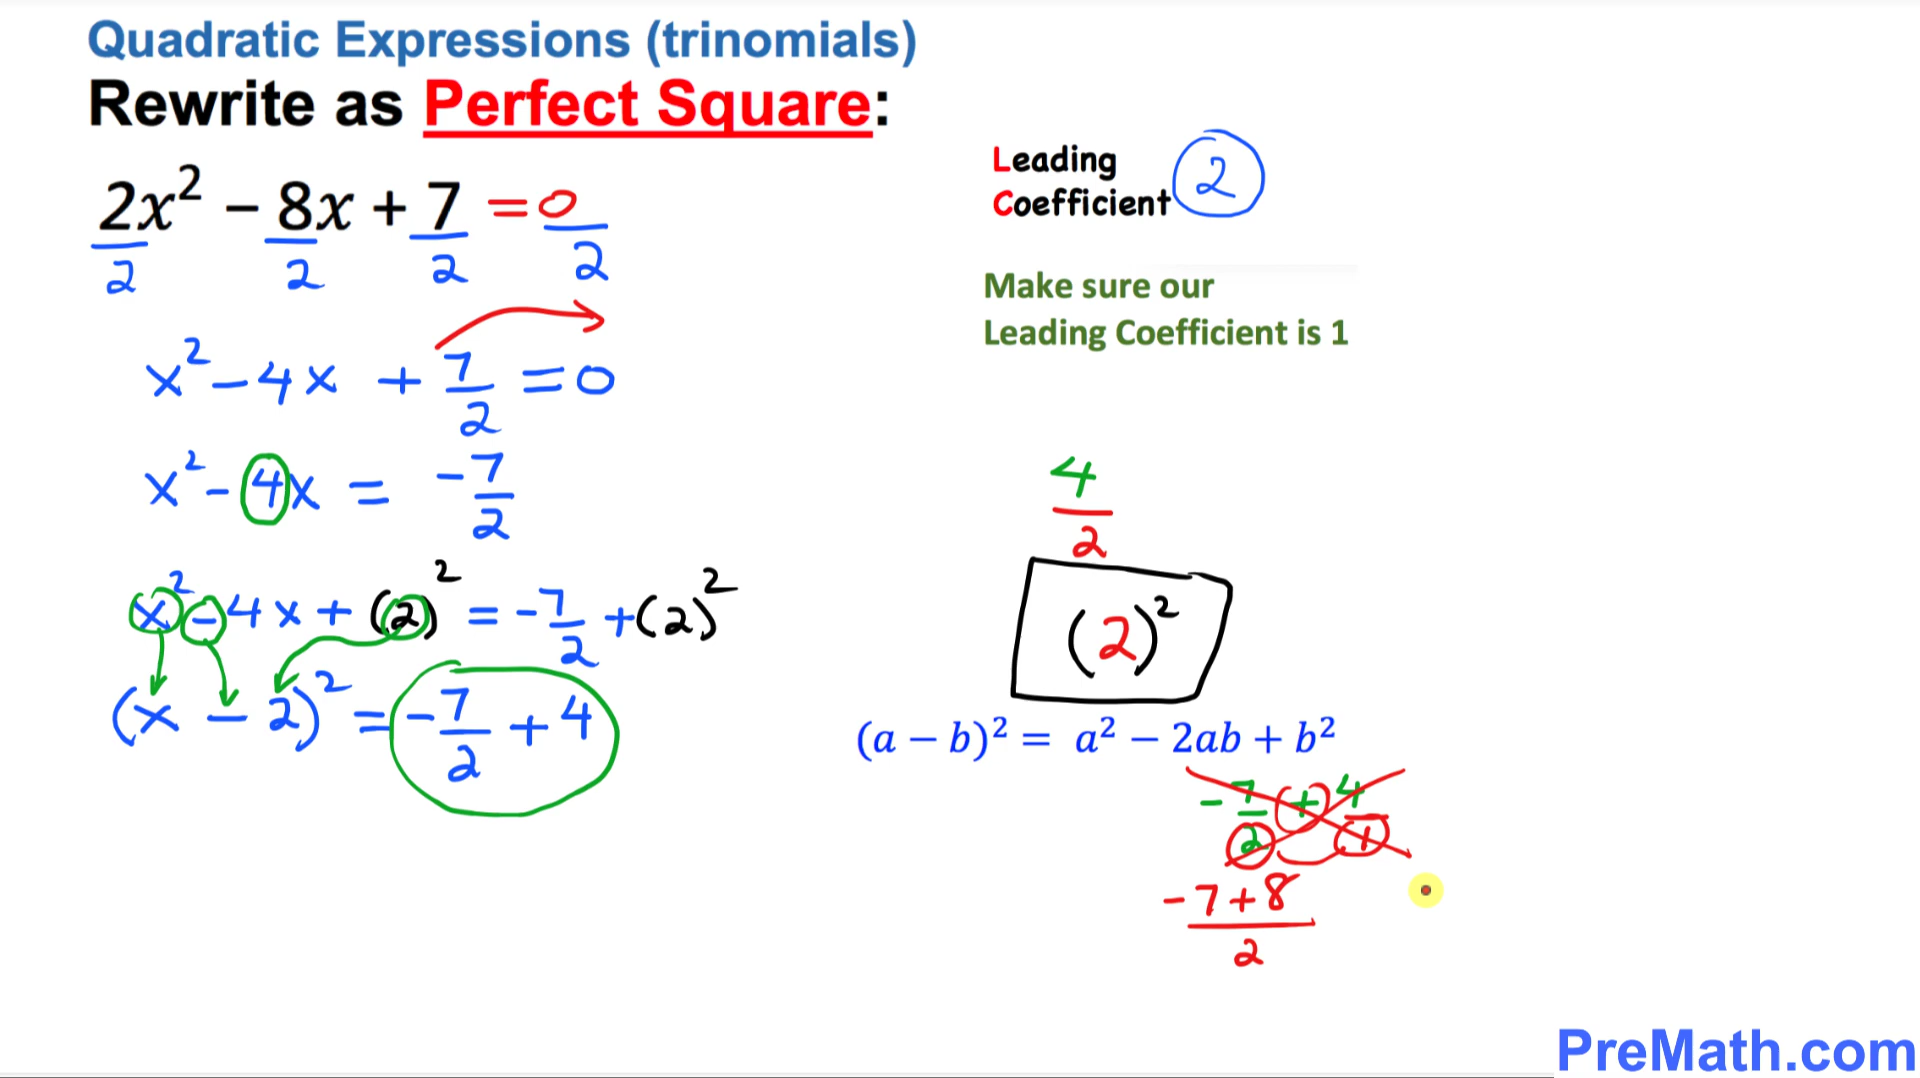 Quadratic Expressions (trinomials)
Rewrite as Perfect Square:
2x² − 8x + 7 = 0
2 2 2 2
x² − 4x + 7/2 = 0
x² − 4x = −7/2
x² − 4x + (2)² = −7/2 + (2)²
(x − 2)² = −7/2 + 4
Leading
Coefficient 2
Make sure our
Leading Coefficient is 1
4/2
(2)²
(a − b)² = a² − 2ab + b²
−7/2 + 4/1
−7+8
2
PreMath.com